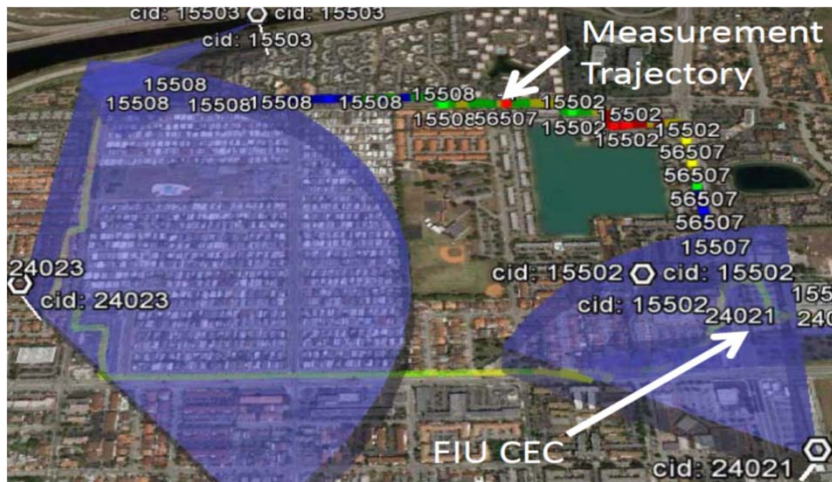 cid: 15503 cid: 15503
cid: 15503
Measurement
Trajectory
15508
15508 15508 15508 15508 15508
15508 56507 15502
15502 15502
15502 15502
56507
56507
56507
56507
15507
24023
cid: 24023
cid: 15502 cid: 15502
cid: 15502
24021
FIU CEC
cid: 24021